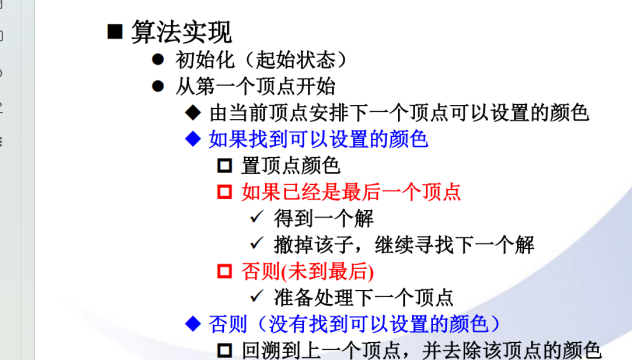 算法实现
初始化（起始状态）
从第一个顶点开始
由当前顶点安排下一个顶点可以设置的颜色
如果找到可以设置的颜色
置顶点颜色
如果已经是最后一个顶点
得到一个解
撤掉该子，继续寻找下一个解
否则(未到最后)
准备处理下一个顶点
否则（没有找到可以设置的颜色）
回溯到上一个顶点，并去除该顶点的颜色